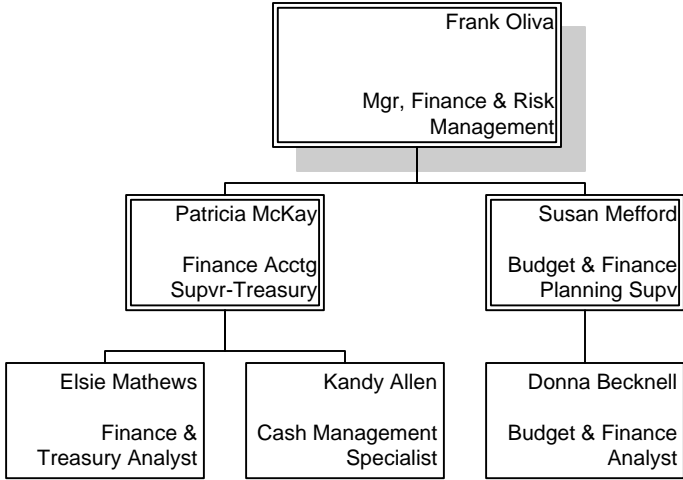 Frank Oliva
Mgr, Finance & Risk
Management
Patricia McKay
Finance Acctg
Supvr-Treasury
Susan Mefford
Budget & Finance
Planning Supv
Elsie Mathews
Finance &
Treasury Analyst
Kandy Allen
Cash Management
Specialist
Donna Becknell
Budget & Finance
Analyst